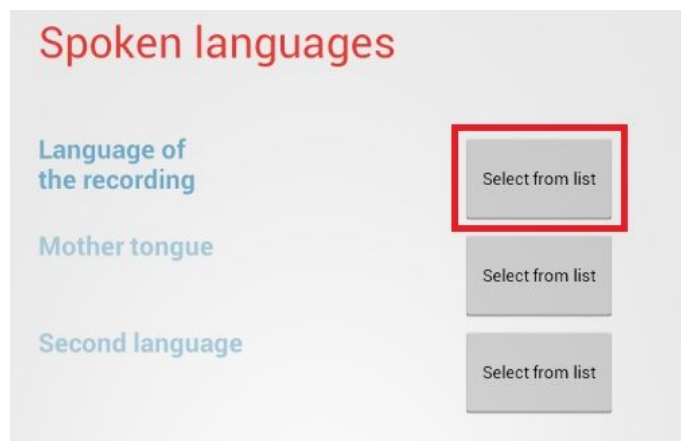 Spoken languages
Language of
the recording
Select from list
Mother tongue
Select from list
Second language
Select from list